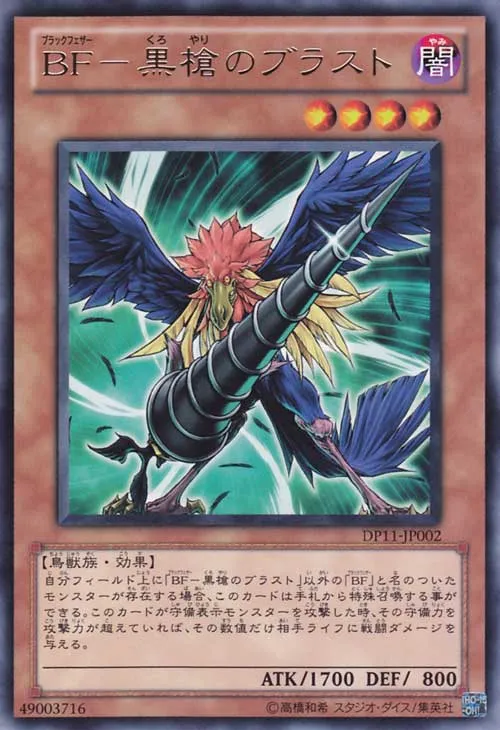 ブラックフェザー くろ やり
BF－黒槍のブラスト
やみ
闇
DP11-JP002
【鳥獣族・効果】
自分フィールド上に「BF－黒槍のブラスト」以外の「BF」と名のついた
モンスターが存在する場合、このカードは手札から特殊召喚する事が
できる。このカードが守備表示モンスターを攻撃した時、その守備力を
攻撃力が超えていれば、その数値だけ相手ライフに戦闘ダメージを
与える。
ATK/1700 DEF/ 800
49003716
©高橋和希 スタジオ・ダイス/集英社